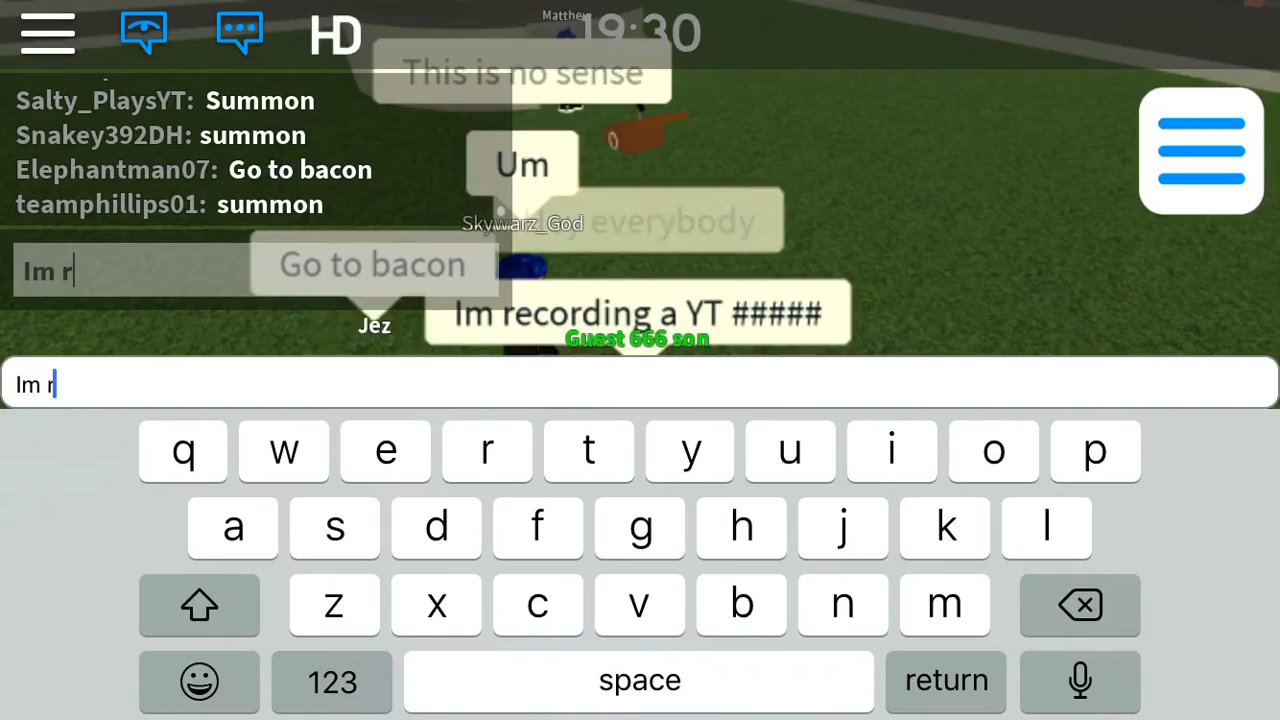 Matthey
HD
19:30
This is no sense
Salty_PlaysYT: Summon
Snakey392DH: summon
Elephantman07: Go to bacon
teamphillips01: summon
Um
everybody
Skywarz_God
Im r
Go to bacon
Jez
Im recording a YT #####
Guest 666 son
Im r
q w e r t y u i o p
a s d f g h j k l
z x c v b n m
123 space return